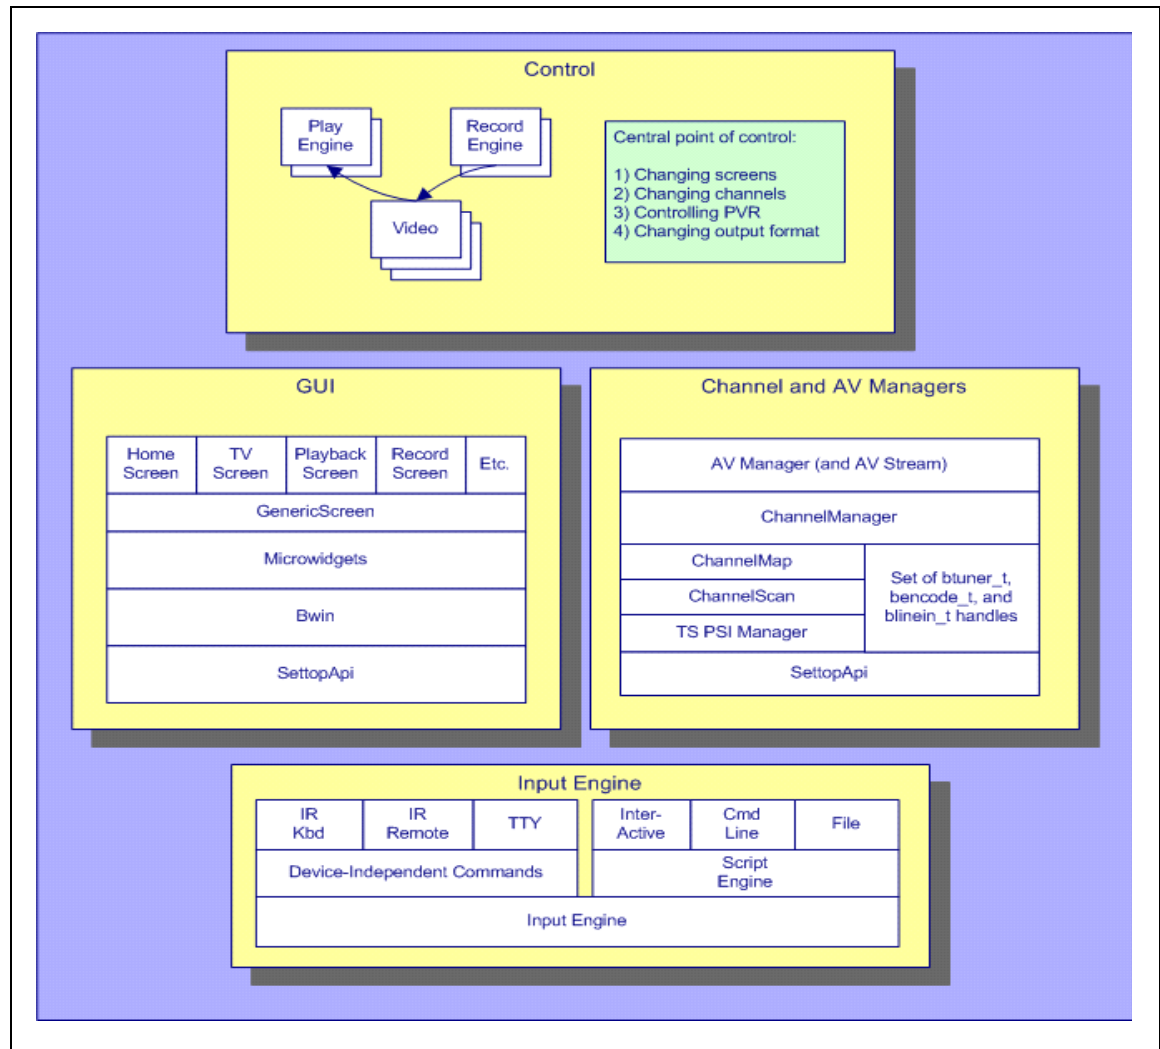 Control
Play
Engine
Record
Engine
Video
Central point of control:
1) Changing screens
2) Changing channels
3) Controlling PVR
4) Changing output format
GUI
Home
Screen
TV
Screen
Playback
Screen
Record
Screen
Etc.
GenericScreen
Microwidgets
Bwin
SettopApi
Channel and AV Managers
AV Manager (and AV Stream)
ChannelManager
ChannelMap
ChannelScan
TS PSI Manager
Set of btuner_t,
bencode_t, and
blinein_t handles
SettopApi
Input Engine
IR
Kbd
IR
Remote
TTY
Device-Independent Commands
Inter-
Active
Cmd
Line
File
Script
Engine
Input Engine